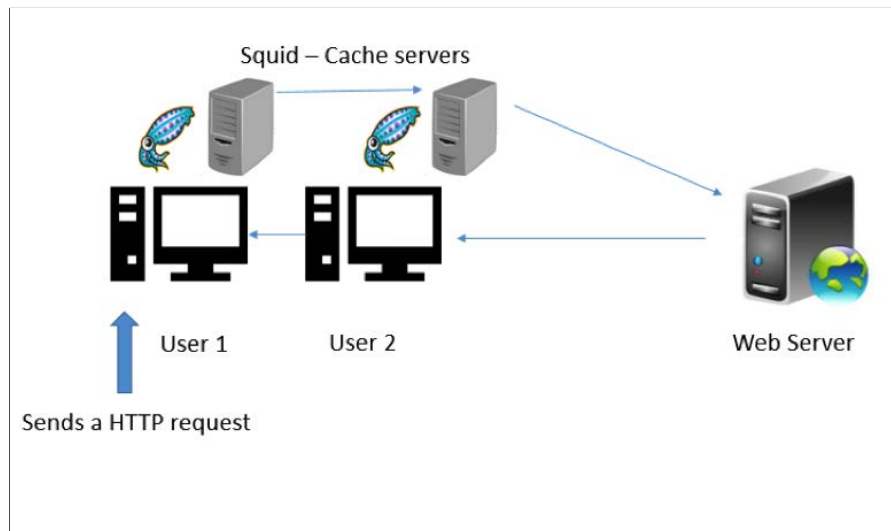 Squid – Cache servers
User 1
User 2
Web Server
Sends a HTTP request